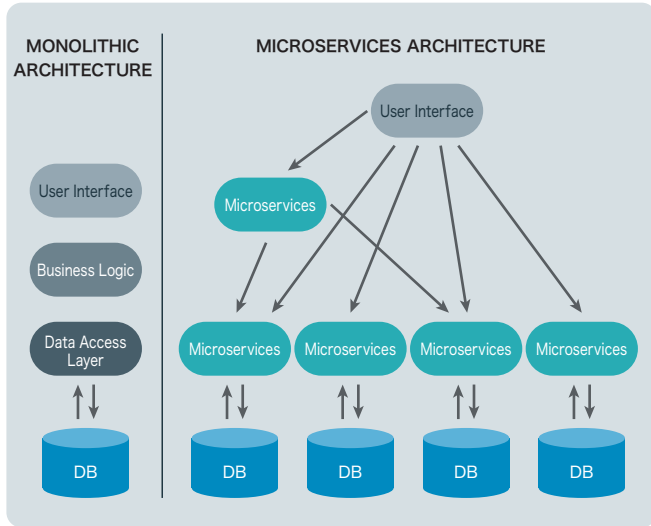 MONOLITHIC
ARCHITECTURE
User Interface
Business Logic
Data Access
Layer
DB
MICROSERVICES ARCHITECTURE
User Interface
Microservices
Microservices
Microservices
Microservices
Microservices
DB
DB
DB
DB